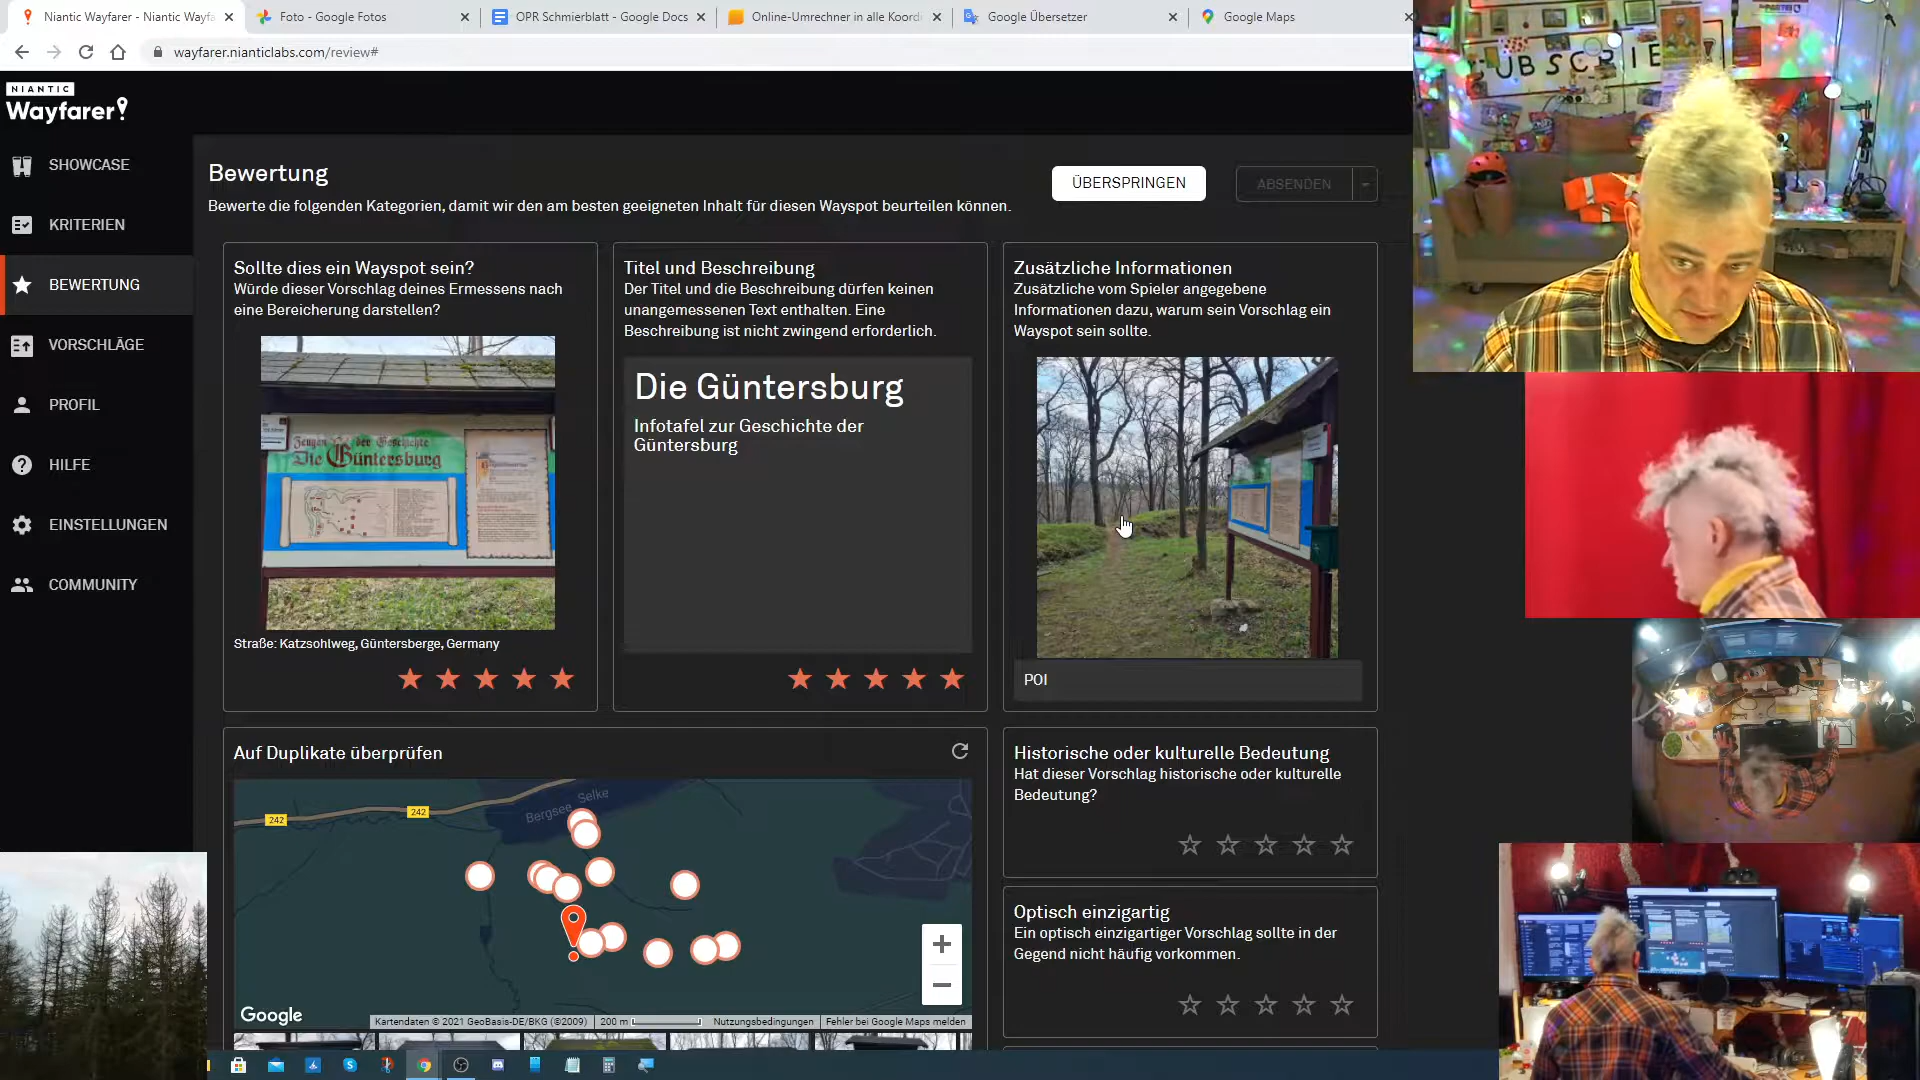 Niantic Wayfarer - Niantic Wayfa
Foto - Google Fotos
OPR Schmierblatt - Google Docs
Online-Umrechner in alle Koord
Google Übersetzer
Google Maps
wayfarer.nianticlabs.com/review#
NIANTIC
Wayfarer
SHOWCASE
KRITERIEN
BEWERTUNG
VORSCHLÄGE
PROFIL
HILFE
EINSTELLUNGEN
COMMUNITY
Bewertung
Bewerte die folgenden Kategorien, damit wir den am besten geeigneten Inhalt für diesen Wayspot beurteilen können.
ÜBERSPRINGEN
ABSENDEN
Sollte dies ein Wayspot sein?
Würde dieser Vorschlag deines Ermessens nach
eine Bereicherung darstellen?
Zeugen der Geschichte
Die Güntersburg
Straße: Katzsohlweg, Güntersberge, Germany
Titel und Beschreibung
Der Titel und die Beschreibung dürfen keinen
unangemessenen Text enthalten. Eine
Beschreibung ist nicht zwingend erforderlich.
Die Güntersburg
Infotafel zur Geschichte der
Güntersburg
Zusätzliche Informationen
Zusätzliche vom Spieler angegebene
Informationen dazu, warum sein Vorschlag ein
Wayspot sein sollte.
POI
Auf Duplikate überprüfen
242
242
Bergsee Selke
Google
Kartendaten © 2021 GeoBasis-DE/BKG (©2009)
200 m
Nutzungsbedingungen
Fehler bei Google Maps melden
Historische oder kulturelle Bedeutung
Hat dieser Vorschlag historische oder kulturelle
Bedeutung?
Optisch einzigartig
Ein optisch einzigartiger Vorschlag sollte in der
Gegend nicht häufig vorkommen.
UBSCRIE